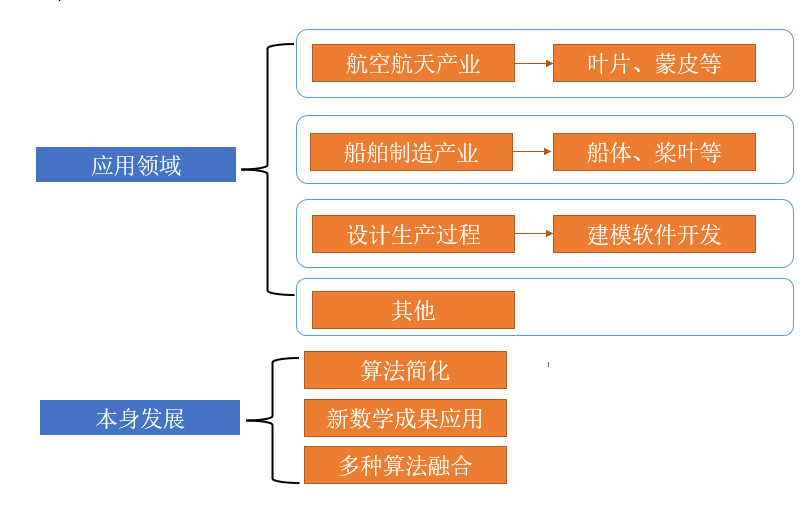 应用领域
航空航天产业
叶片、蒙皮等
船舶制造产业
船体、桨叶等
设计生产过程
建模软件开发
其他
本身发展
算法简化
新数学成果应用
多种算法融合